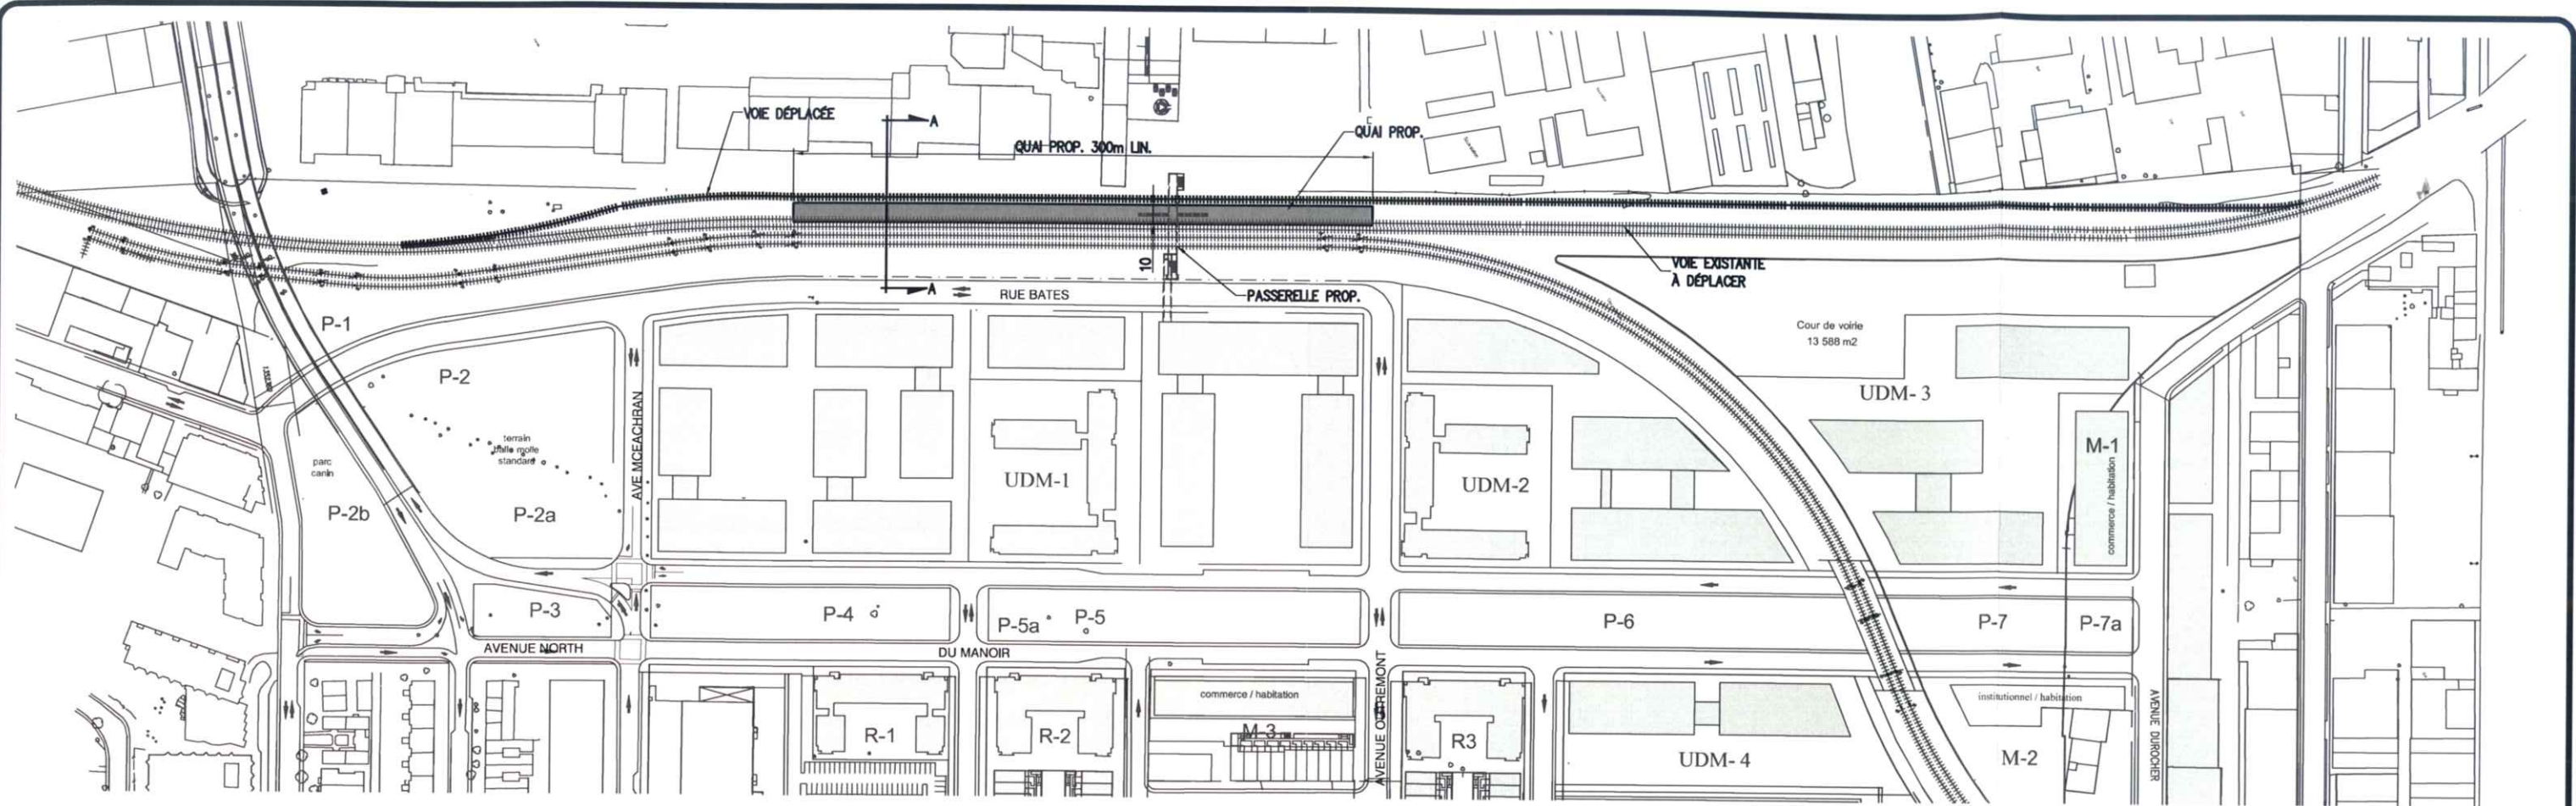 VOIE DÉPLACÉE
A
QUAI PROP. 300m LIN.
QUAI PROP.
10
A
RUE BATES
PASSERELLE PROP.
VOIE EXISTANTE
À DÉPLACER
Cour de voirie
13 588 m2
P-1
P-2
terrain
balle molle
standard
parc
canin
P-2b
P-2a
AVE MCEACHRAN
UDM-1
UDM-2
UDM-3
M-1
commerce / habitation
P-3
P-4
P-5a
P-5
P-6
P-7
P-7a
AVENUE NORTH
DU MANOIR
AVENUE OUTREMONT
AVENUE DUROCHER
R-1
R-2
commerce / habitation
M-3
R3
UDM-4
institutionnel / habitation
M-2